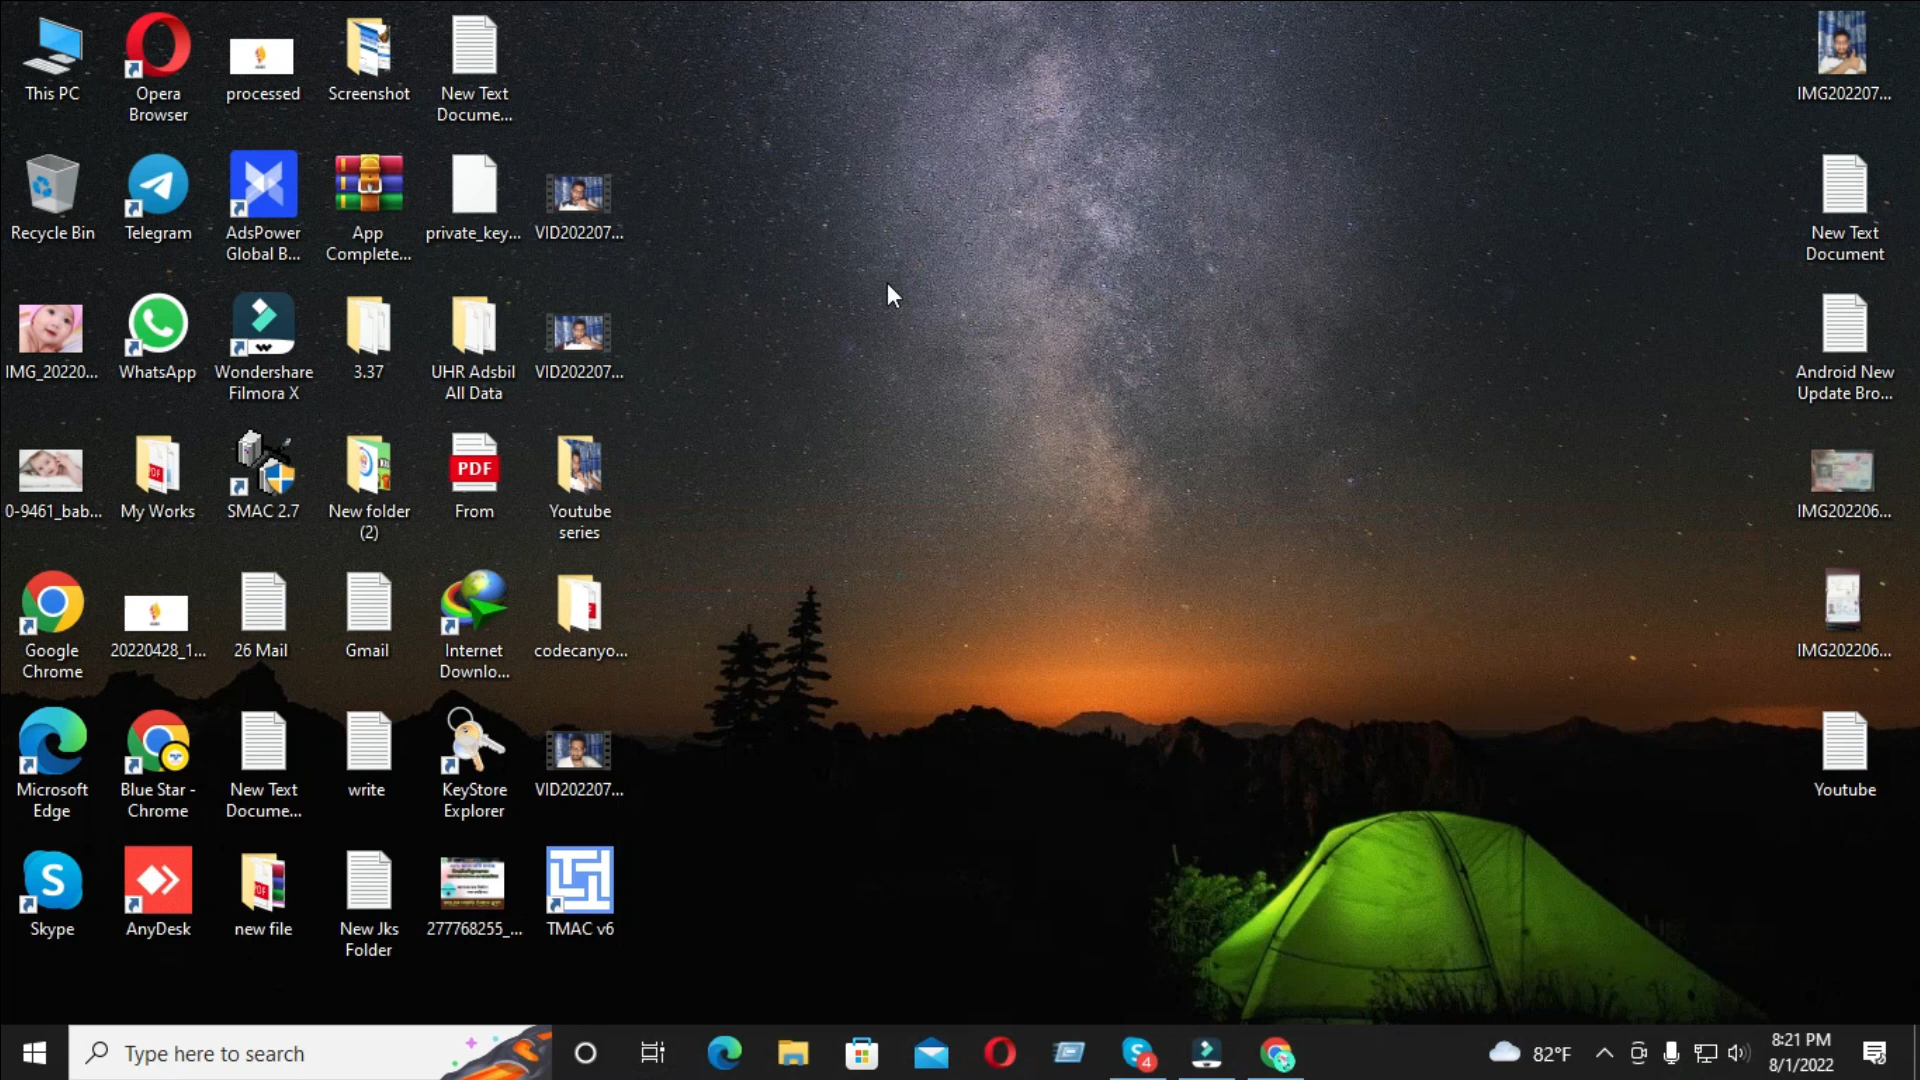 This PC
Opera
Browser
processed
Screenshot
New Text
Docume...
IMG202207...
Recycle Bin
Telegram
AdsPower
Global B...
App
Complete...
private_key...
VID202207...
New Text
Document
IMG_20220...
WhatsApp
Wondershare
Filmora X
3.37
UHR Adsbil
All Data
VID202207...
Android New
Update Bro...
PDF
PDF
0-9461_bab...
My Works
SMAC 2.7
New folder
(2)
From
Youtube
series
IMG202206...
Google
Chrome
20220428_1...
26 Mail
Gmail
Internet
Downlo...
codecanyo...
IMG202206...
Microsoft
Edge
Blue Star -
Chrome
New Text
Docume...
write
KeyStore
Explorer
VID202207...
Youtube
S
PDF
Skype
AnyDesk
new file
New Jks
Folder
277768255_...
TMAC v6
Type here to search
4
82°F
8:21 PM
8/1/2022